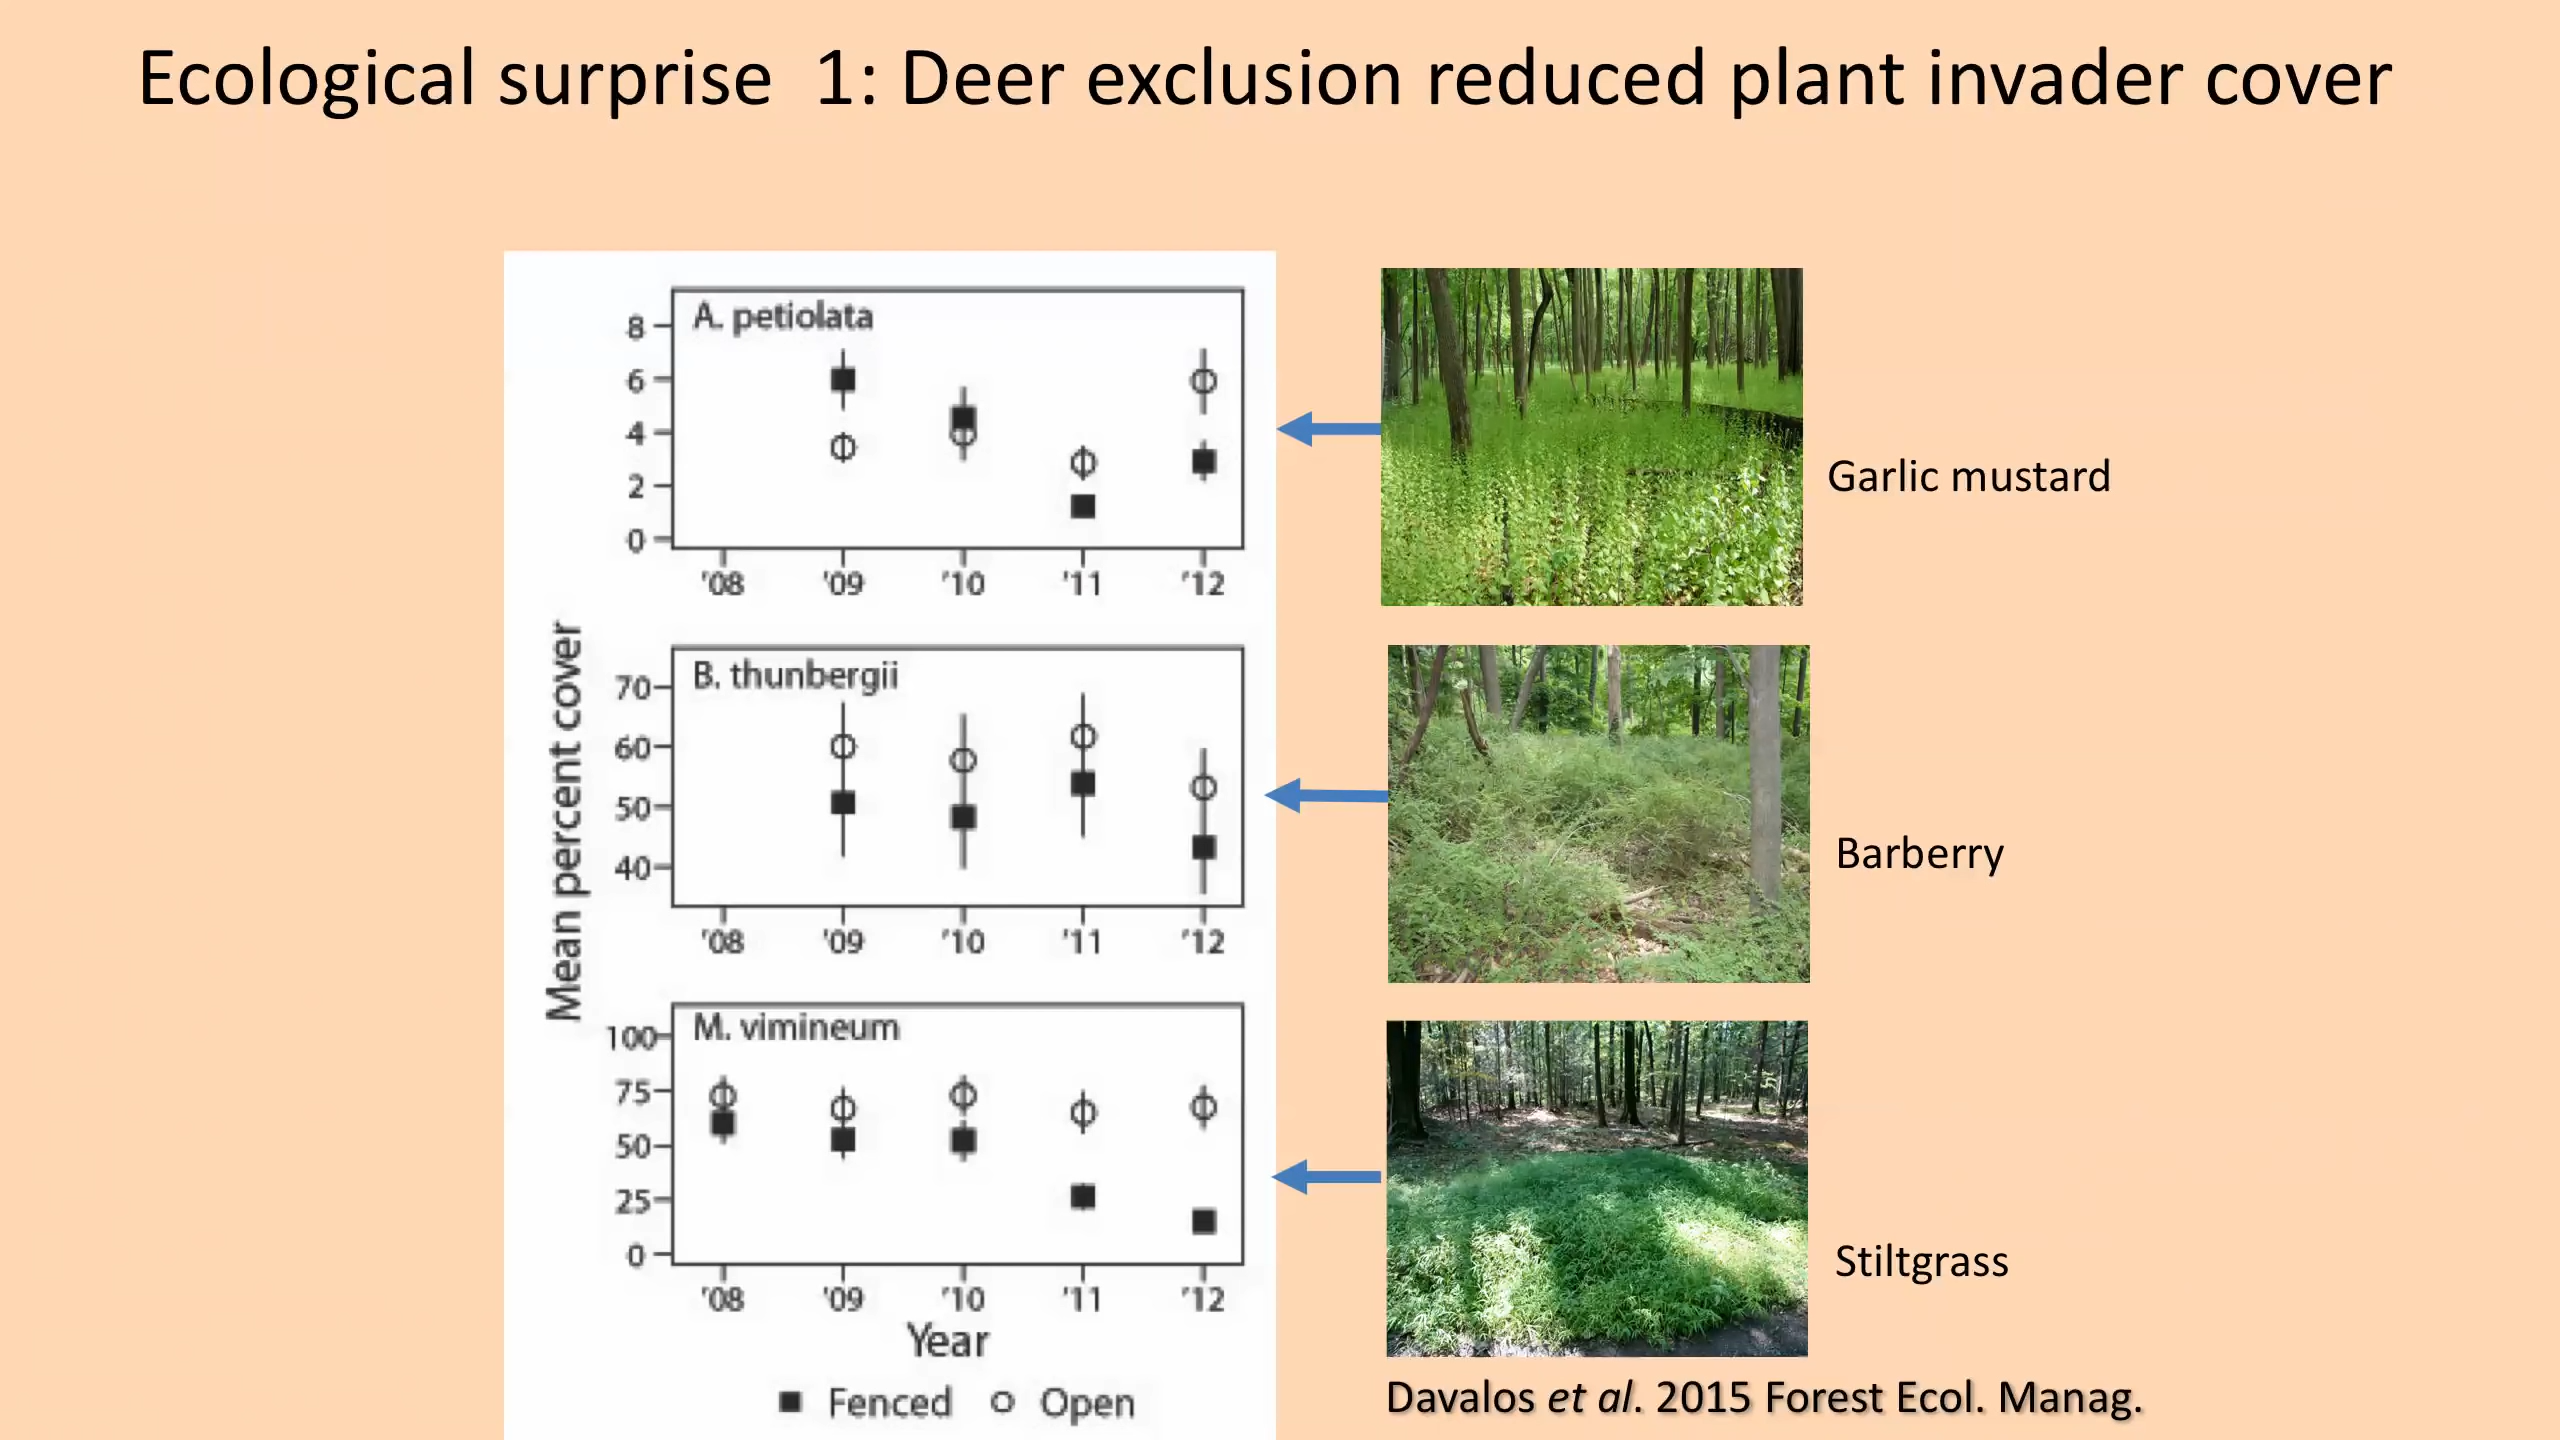 Ecological surprise 1: Deer exclusion reduced plant invader cover
Mean percent cover
A. petiolata
8
6
4
2
0
'08 '09 '10 '11 '12
Garlic mustard
B. thunbergii
70
60
50
40
'08 '09 '10 '11 '12
Barberry
M. vimineum
100
75
50
25
0
'08 '09 '10 '11 '12
Stiltgrass
Year
Fenced Open
Davalos et al. 2015 Forest Ecol. Manag.